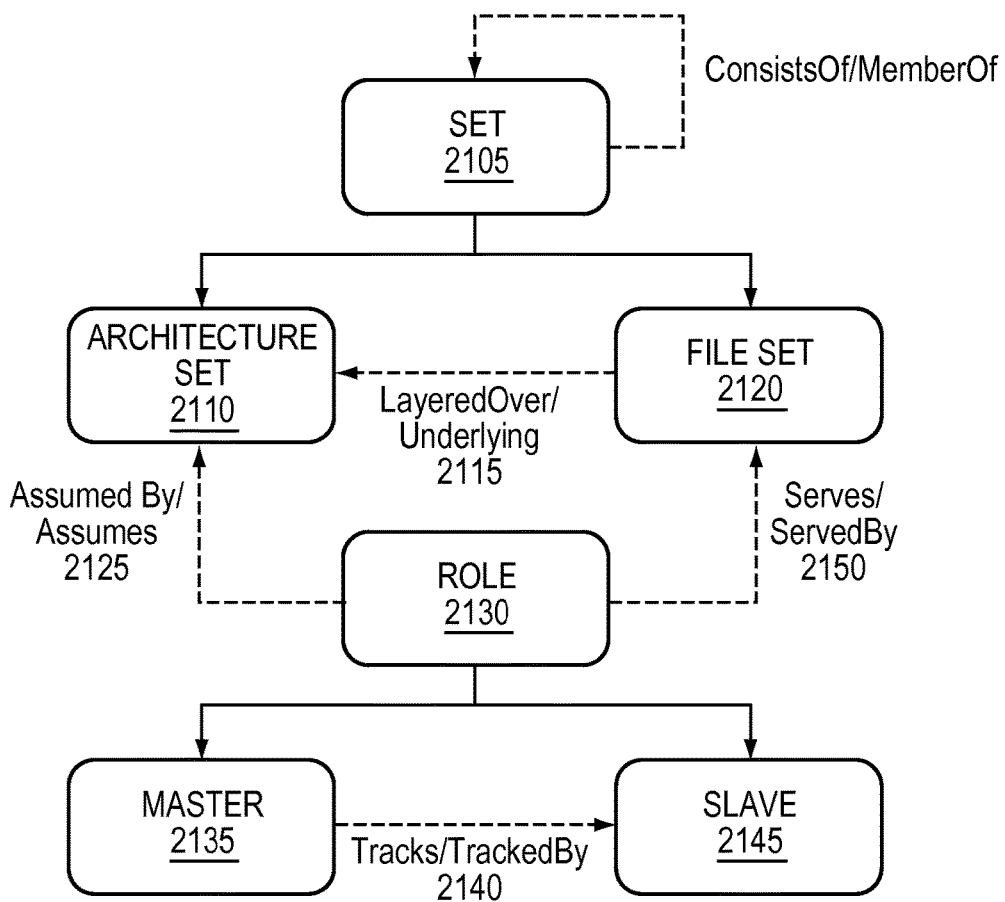 ConsistsOf/MemberOf
SET
2105
ARCHITECTURE
SET
2110
FILE SET
2120
LayeredOver/
Underlying
2115
Assumed By/
Assumes
2125
Serves/
ServedBy
2150
ROLE
2130
MASTER
2135
SLAVE
2145
Tracks/TrackedBy
2140